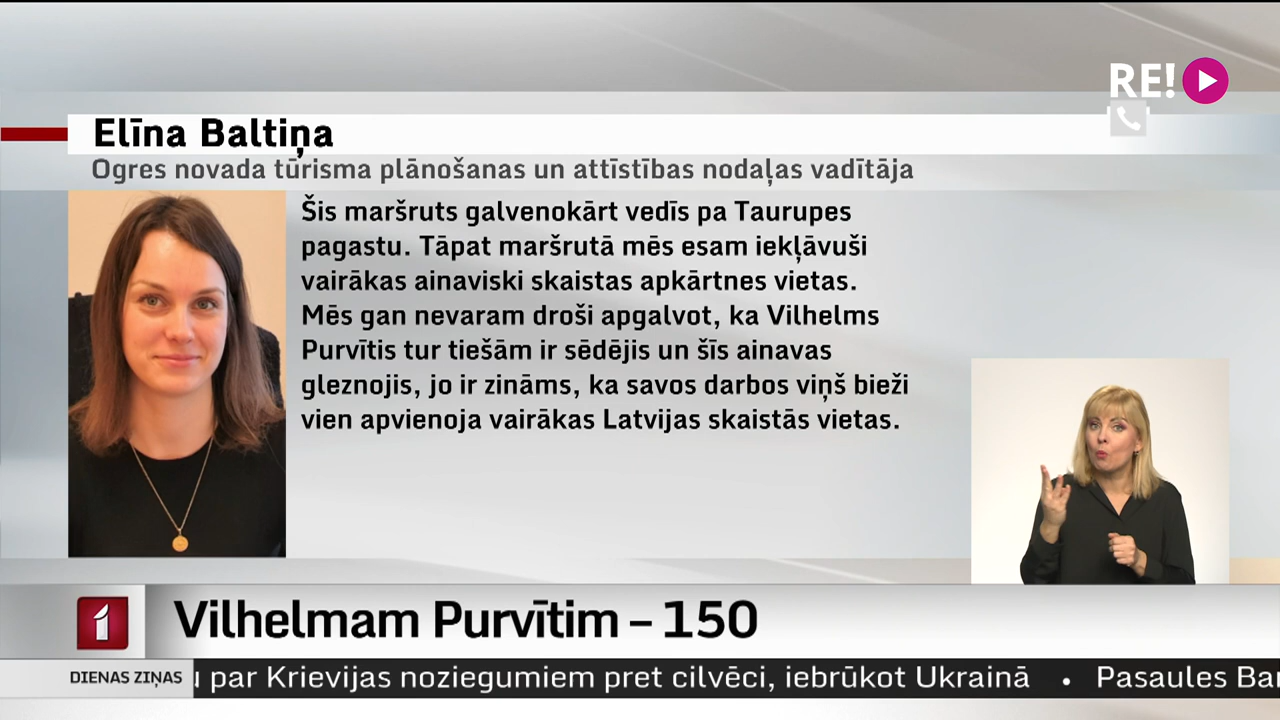 RE!
Elīna Baltiņa
Ogres novada tūrisma plānošanas un attīstības nodaļas vadītāja
Šis maršruts galvenokārt vedīs pa Taurupes
pagastu. Tāpat maršrutā mēs esam iekļāvuši
vairākas ainaviski skaistas apkārtnes vietas.
Mēs gan nevaram droši apgalvot, ka Vilhelms
Purvītis tur tiešām ir sēdējis un šīs ainavas
gleznojis, jo ir zināms, ka savos darbos viņš bieži
vien apvienoja vairākas Latvijas skaistās vietas.
1
Vilhelmam Purvītim – 150
DIENAS ZIŅAS
par Krievijas noziegumiem pret cilvēci, iebrūkot Ukrainā • Pasaules